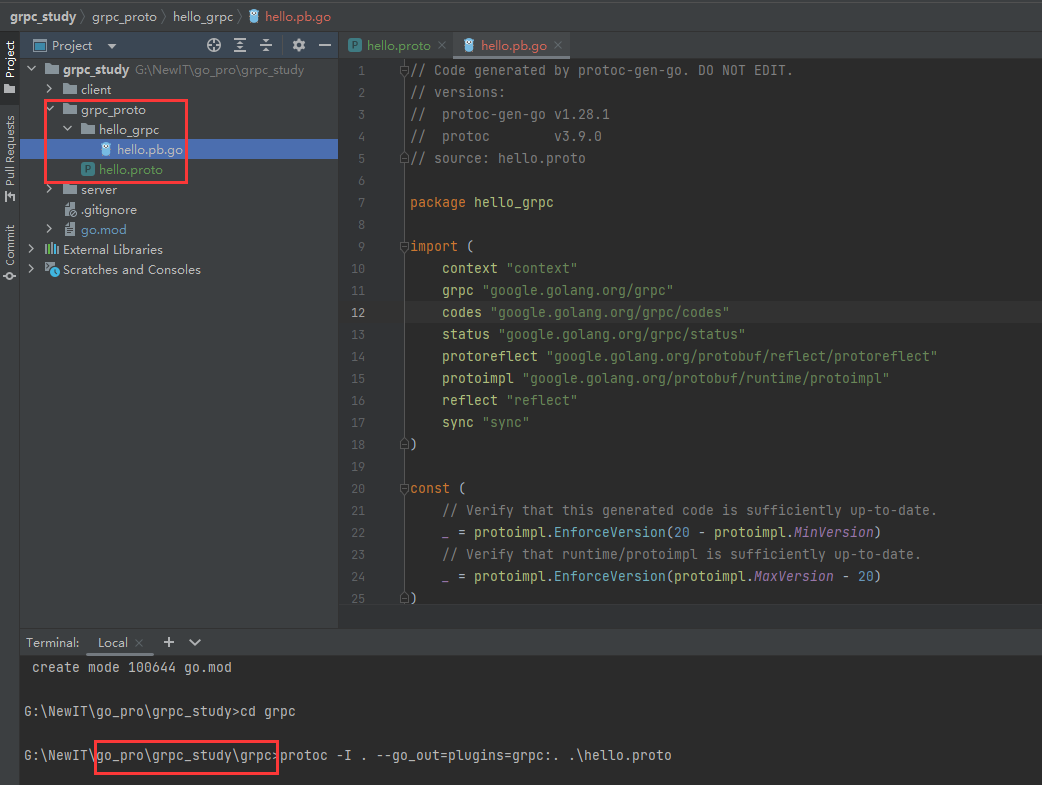 grpc_study grpc_proto hello_grpc hello.pb.go
Project
hello.proto hello.pb.go
Project
Pull Requests
Commit
grpc_study G:\NewIT\go_pro\grpc_study
client
grpc_proto
hello_grpc
hello.pb.go
hello.proto
server
.gitignore
go.mod
External Libraries
Scratches and Consoles
1 // Code generated by protoc-gen-go. DO NOT EDIT.
2 // versions:
3 //  protoc-gen-go v1.28.1
4 //  protoc        v3.9.0
5 // source: hello.proto
6
7 package hello_grpc
8
9 import (
10     context "context"
11     grpc "google.golang.org/grpc"
12     codes "google.golang.org/grpc/codes"
13     status "google.golang.org/grpc/status"
14     protoreflect "google.golang.org/protobuf/reflect/protoreflect"
15     protoimpl "google.golang.org/protobuf/runtime/protoimpl"
16     reflect "reflect"
17     sync "sync"
18 )
19
20 const (
21     // Verify that this generated code is sufficiently up-to-date.
22     _ = protoimpl.EnforceVersion(20 - protoimpl.MinVersion)
23     // Verify that runtime/protoimpl is sufficiently up-to-date.
24     _ = protoimpl.EnforceVersion(protoimpl.MaxVersion - 20)
25 )
Terminal: Local
create mode 100644 go.mod
G:\NewIT\go_pro\grpc_study>cd grpc
G:\NewIT\go_pro\grpc_study\grpc>protoc -I . --go_out=plugins=grpc:. .\hello.proto